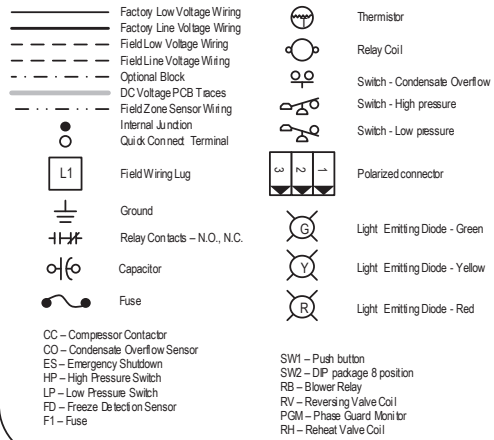 Factory Low Voltage Wiring
Factory Line Voltage Wiring
Field Low Voltage Wiring
Field Line Voltage Wiring
Optional Block
DC Voltage PCB Traces
Field Zone Sensor Wiring
Internal Junction
Quick Connect Terminal
L1
Field Wiring Lug
Ground
Relay Contacts – N.O., N.C.
Capacitor
Fuse
CC – Compressor Contactor
CO – Condensate Overflow Sensor
ES – Emergency Shutdown
HP – High Pressure Switch
LP – Low Pressure Switch
FD – Freeze Detection Sensor
F1 – Fuse
T
Thermistor
Relay Coil
Switch - Condensate Overflow
Switch - High pressure
Switch - Low pressure
3 2 1
Polarized connector
G
Light Emitting Diode - Green
Y
Light Emitting Diode - Yellow
R
Light Emitting Diode - Red
SW1 – Push button
SW2 – DIP package 8 position
RB – Blower Relay
RV – Reversing Valve Coil
PGM – Phase Guard Monitor
RH – Reheat Valve Coil